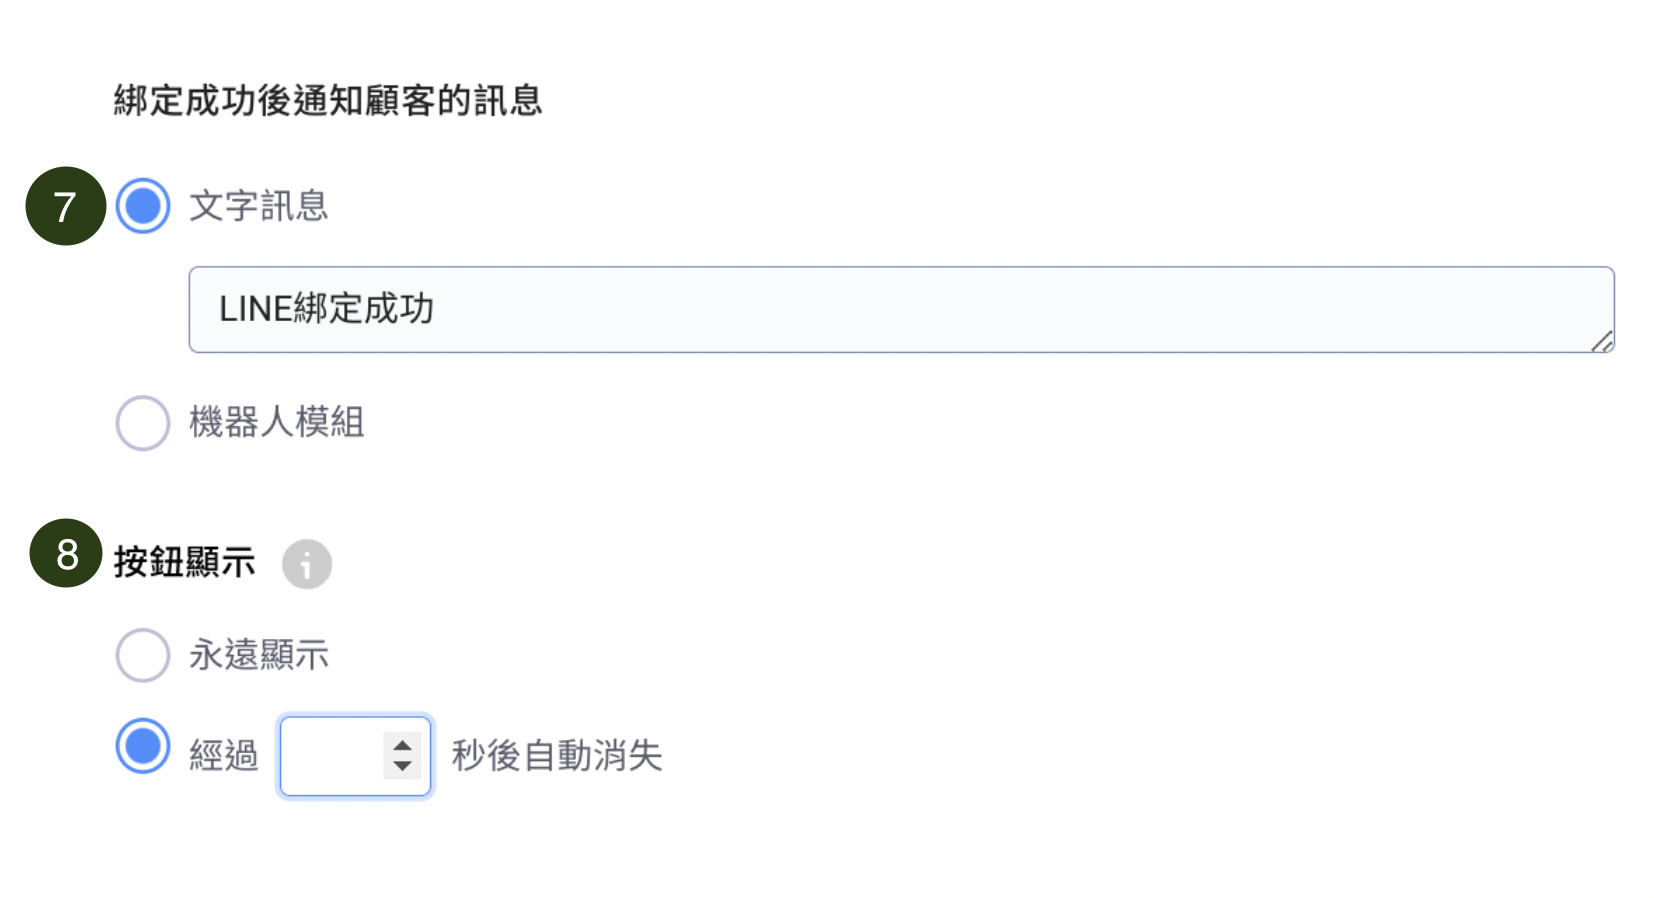 綁定成功後通知顧客的訊息
7 文字訊息
LINE綁定成功
機器人模組
8 按鈕顯示 i
永遠顯示
經過 秒後自動消失